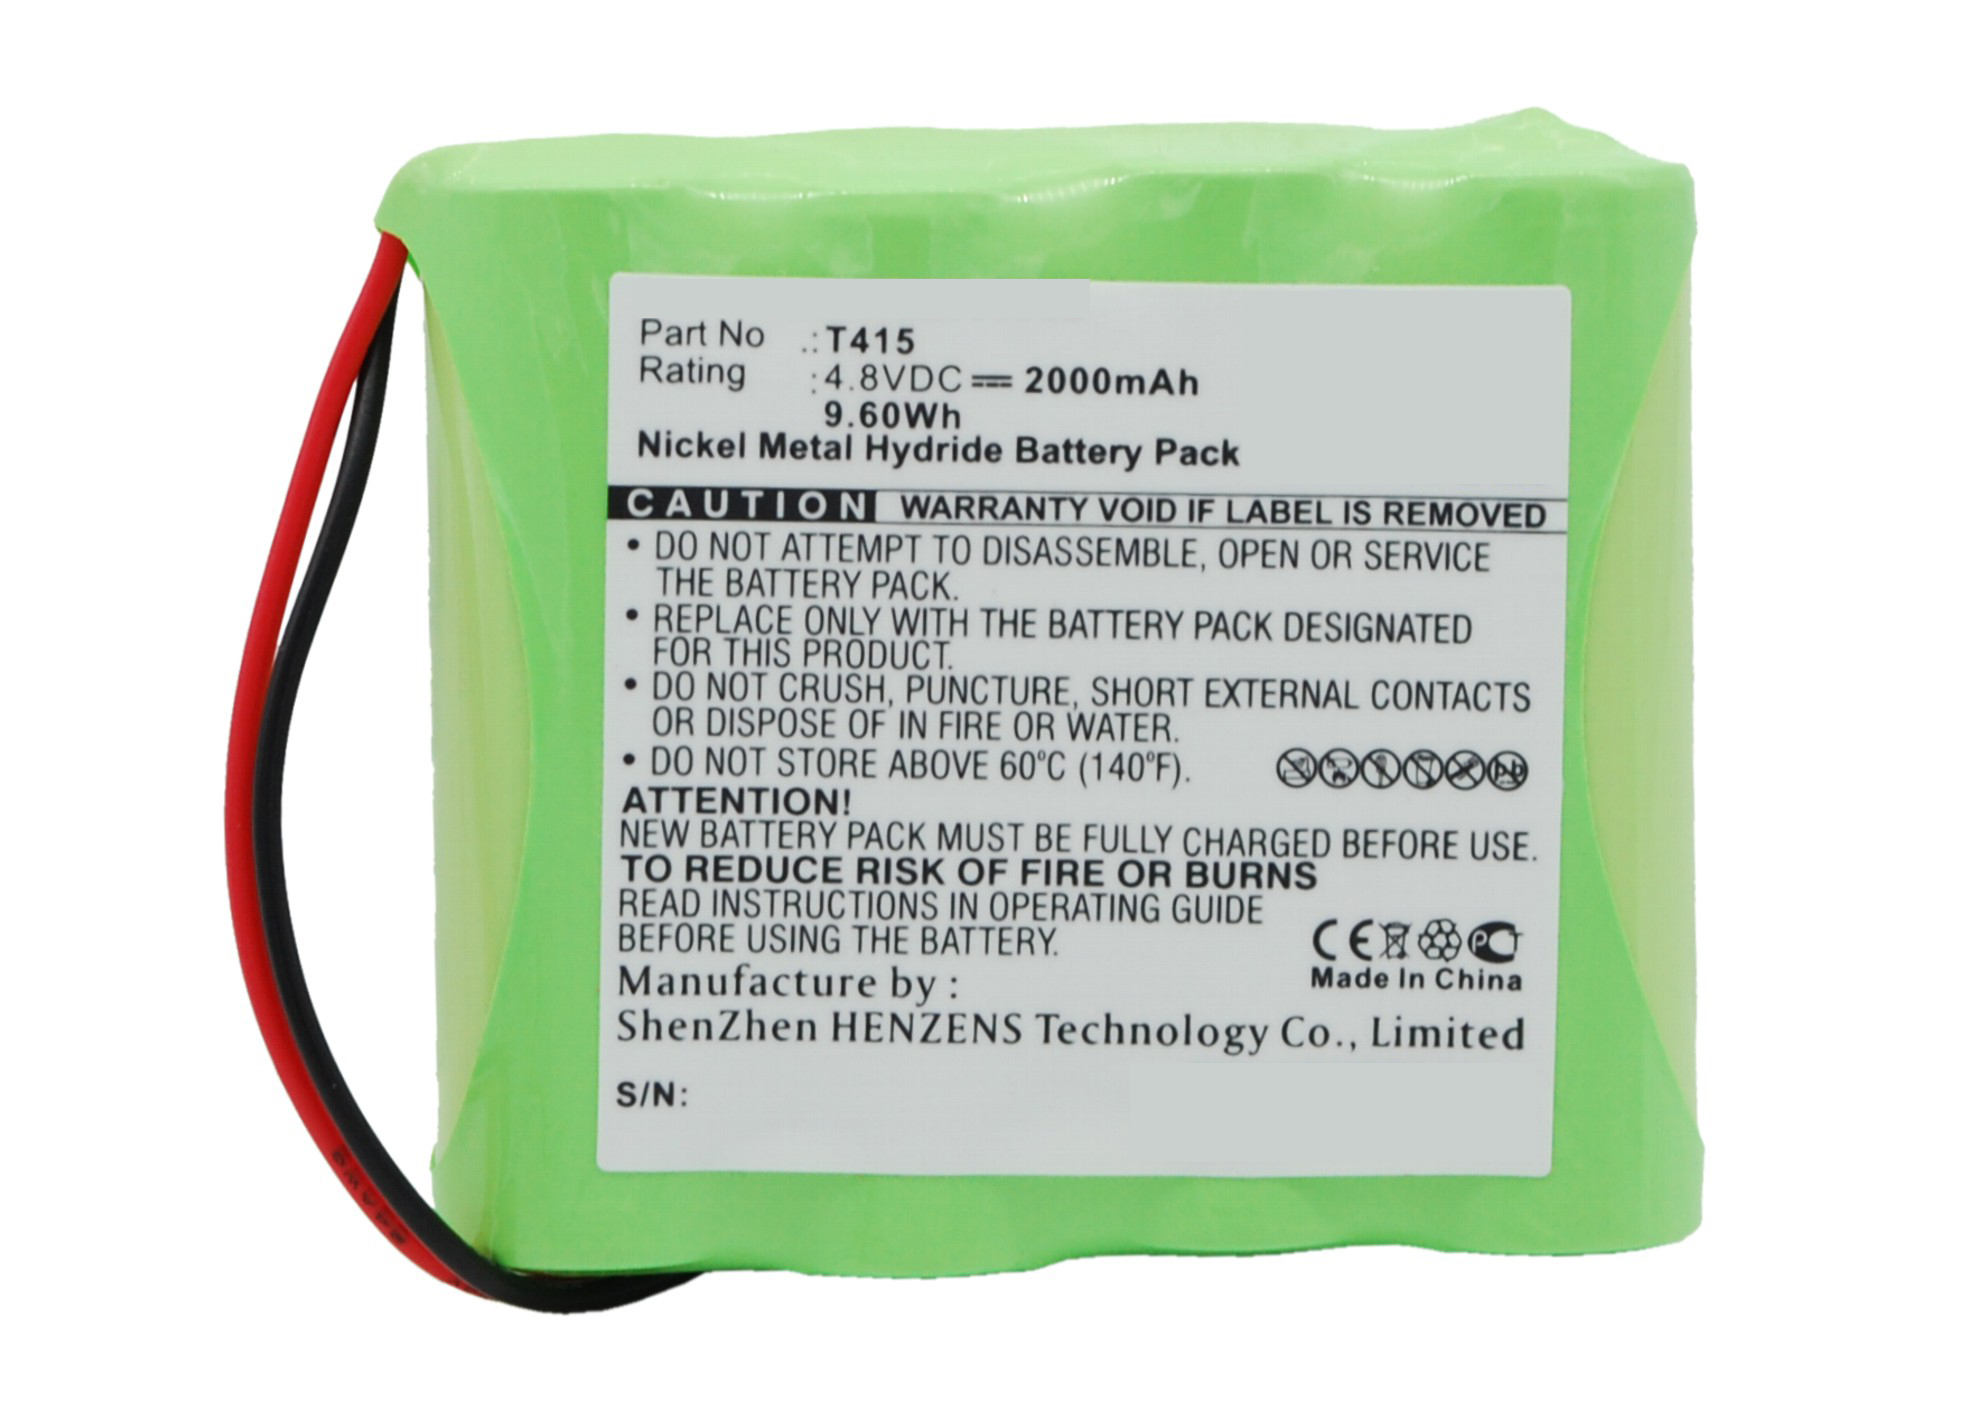 Part No .: T415
Rating : 4.8VDC 2000mAh
9.60Wh
Nickel Metal Hydride Battery Pack
CAUTION WARRANTY VOID IF LABEL IS REMOVED
• DO NOT ATTEMPT TO DISASSEMBLE, OPEN OR SERVICE
THE BATTERY PACK.
• REPLACE ONLY WITH THE BATTERY PACK DESIGNATED
FOR THIS PRODUCT.
• DO NOT CRUSH, PUNCTURE, SHORT EXTERNAL CONTACTS
OR DISPOSE OF IN FIRE OR WATER.
• DO NOT STORE ABOVE 60ºC (140ºF).
ATTENTION!
NEW BATTERY PACK MUST BE FULLY CHARGED BEFORE USE.
TO REDUCE RISK OF FIRE OR BURNS
READ INSTRUCTIONS IN OPERATING GUIDE
BEFORE USING THE BATTERY.
CE PC
Made In China
Manufacture by :
ShenZhen HENZENS Technology Co., Limited
S/N: